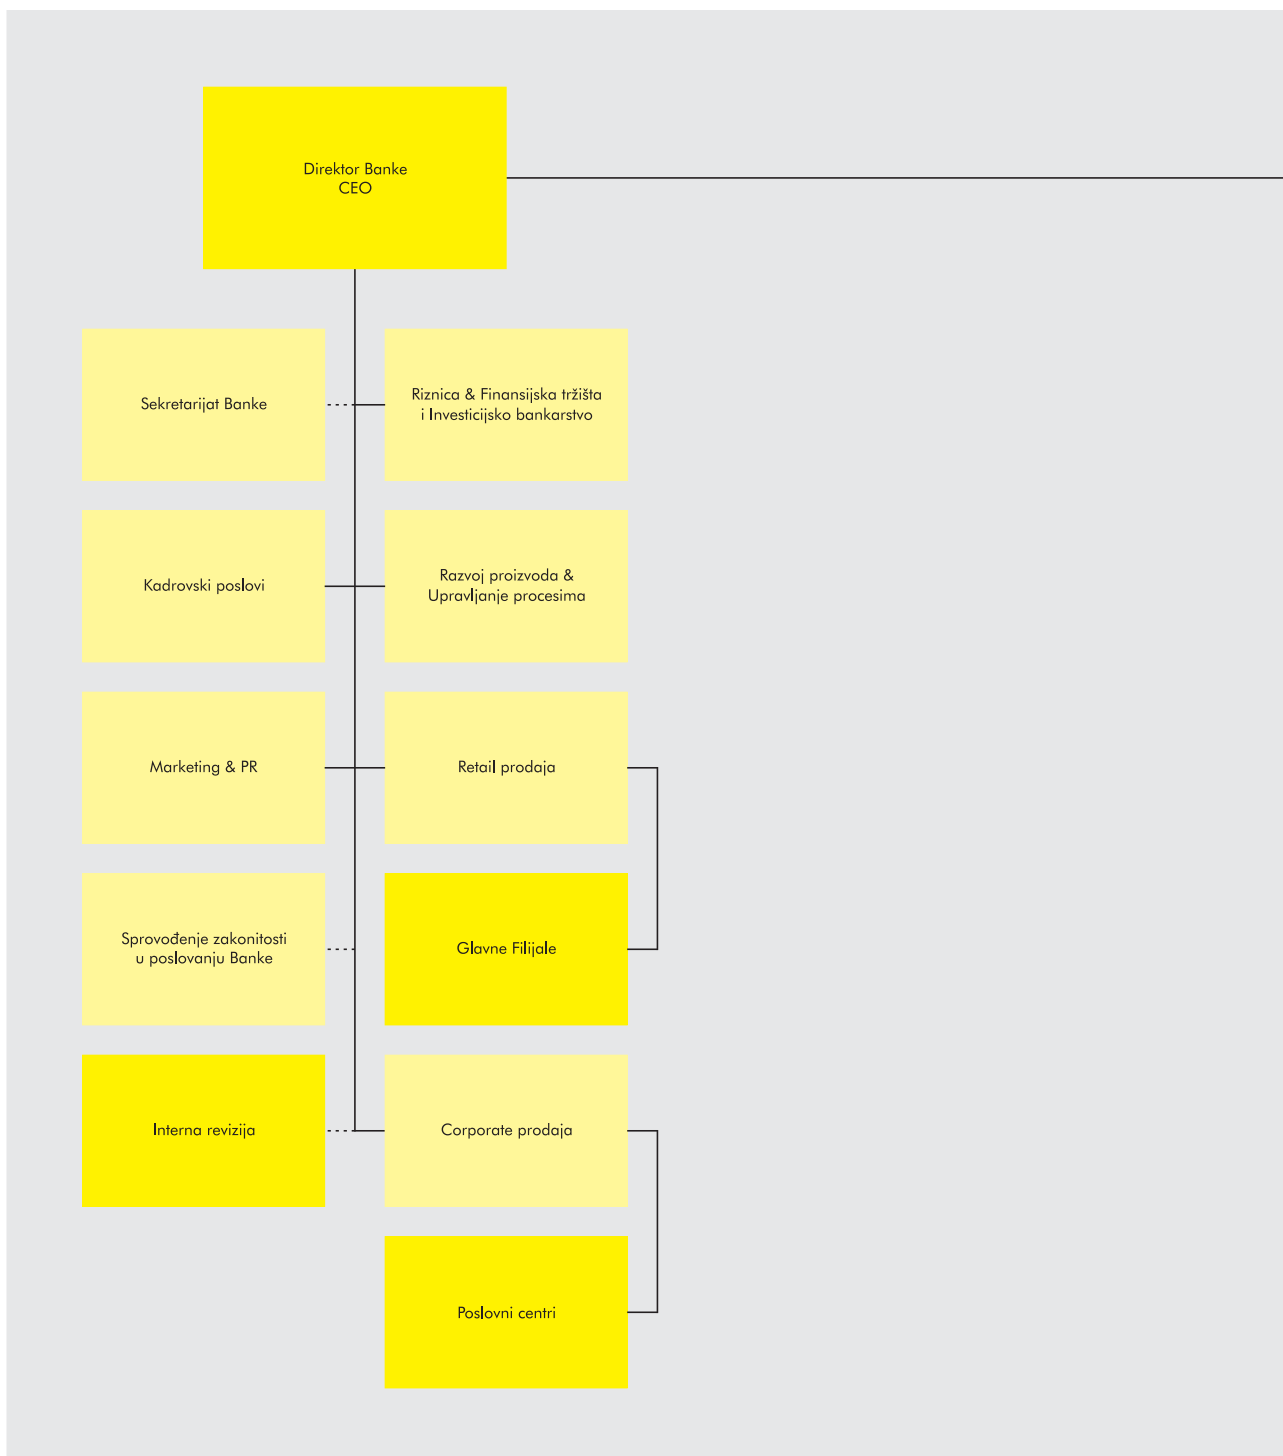 Direktor Banke
CEO
Sekretarijat Banke
Riznica & Finansijska tržišta
i Investicijsko bankarstvo
Kadrovski poslovi
Razvoj proizvoda &
Upravljanje procesima
Marketing & PR
Retail prodaja
Sprovođenje zakonitosti
u poslovanju Banke
Glavne Filijale
Interna revizija
Corporate prodaja
Poslovni centri